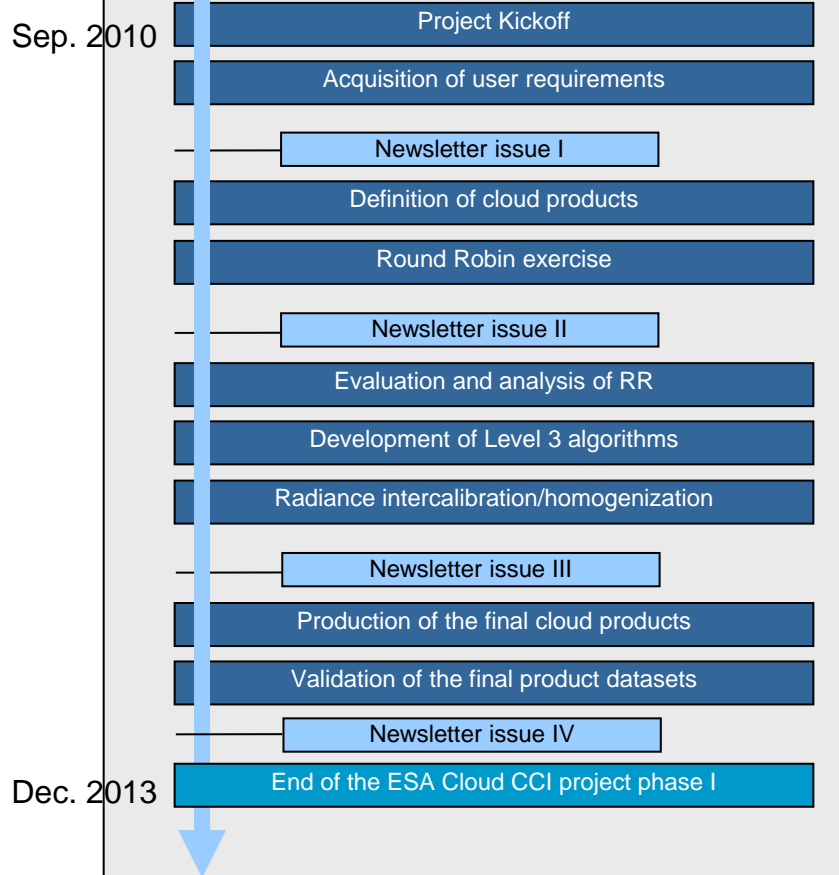 Sep. 2010
Project Kickoff
Acquisition of user requirements
Newsletter issue I
Definition of cloud products
Round Robin exercise
Newsletter issue II
Evaluation and analysis of RR
Development of Level 3 algorithms
Radiance intercalibration/homogenization
Newsletter issue III
Production of the final cloud products
Validation of the final product datasets
Newsletter issue IV
Dec. 2013
End of the ESA Cloud CCI project phase I